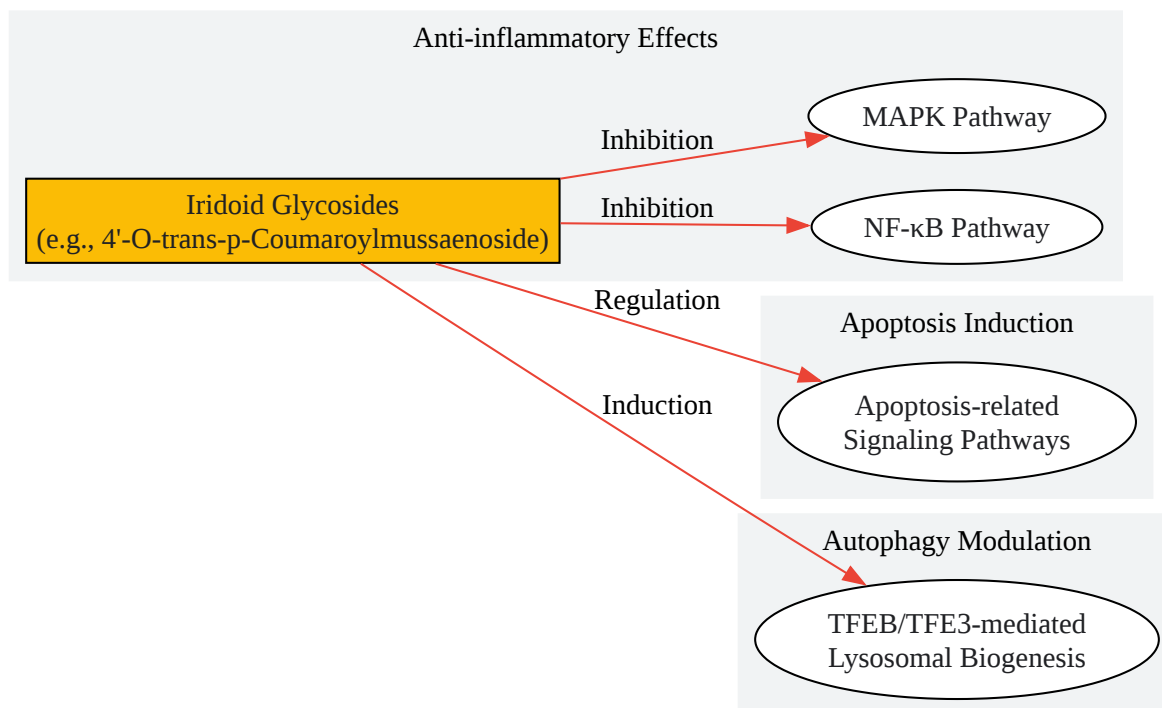 Anti-inflammatory Effects
MAPK Pathway
Inhibition
Iridoid Glycosides
(e.g., 4'-O-trans-p-Coumaroylmussaenoside)
Inhibition
NF-κB Pathway
Regulation
Apoptosis Induction
Apoptosis-related
Signaling Pathways
Induction
Autophagy Modulation
TFEB/TFE3-mediated
Lysosomal Biogenesis